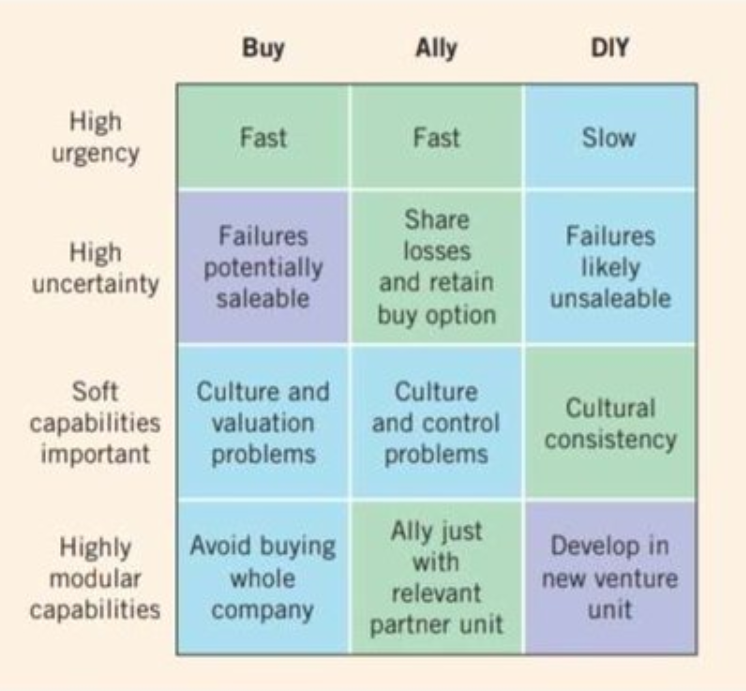 Buy Ally DIY
High
urgency
Fast
Fast
Slow
High
uncertainty
Failures
potentially
saleable
Share
losses
and retain
buy option
Failures
likely
unsaleable
Soft
capabilities
important
Culture and
valuation
problems
Culture
and control
problems
Cultural
consistency
Highly
modular
capabilities
Avoid buying
whole
company
Ally just
with
relevant
partner unit
Develop in
new venture
unit